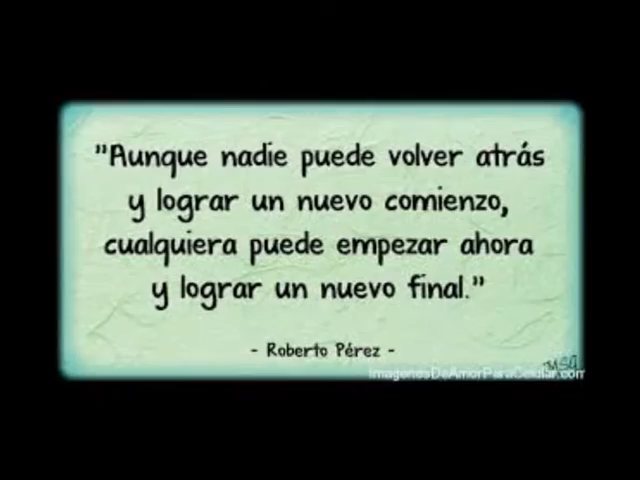 "Aunque nadie puede volver atrás
y lograr un nuevo comienzo,
cualquiera puede empezar ahora
y lograr un nuevo final."
- Roberto Pérez -
ImagenesDeAmorParaCelular.com